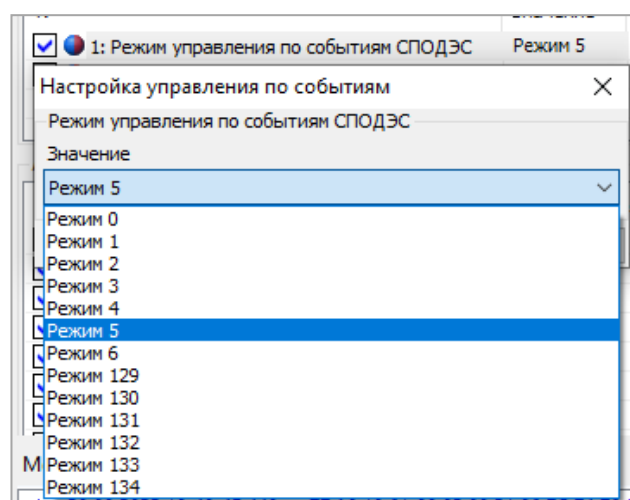 1: Режим управления по событиям СПОДЭС Режим 5
Настройка управления по событиям
Режим управления по событиям СПОДЭС
Значение
Режим 5
Режим 0
Режим 1
Режим 2
Режим 3
Режим 4
Режим 5
Режим 6
Режим 129
Режим 130
Режим 131
Режим 132
Режим 133
Режим 134